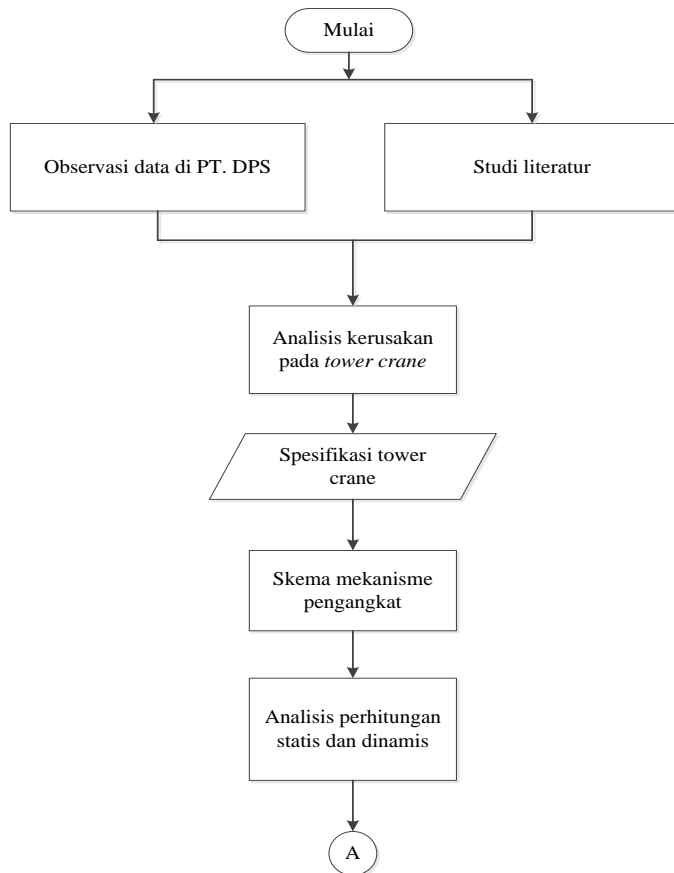 Mulai
Observasi data di PT. DPS
Studi literatur
Analisis kerusakan
pada tower crane
Spesifikasi tower
crane
Skema mekanisme
pengangkat
Analisis perhitungan
statis dan dinamis
A